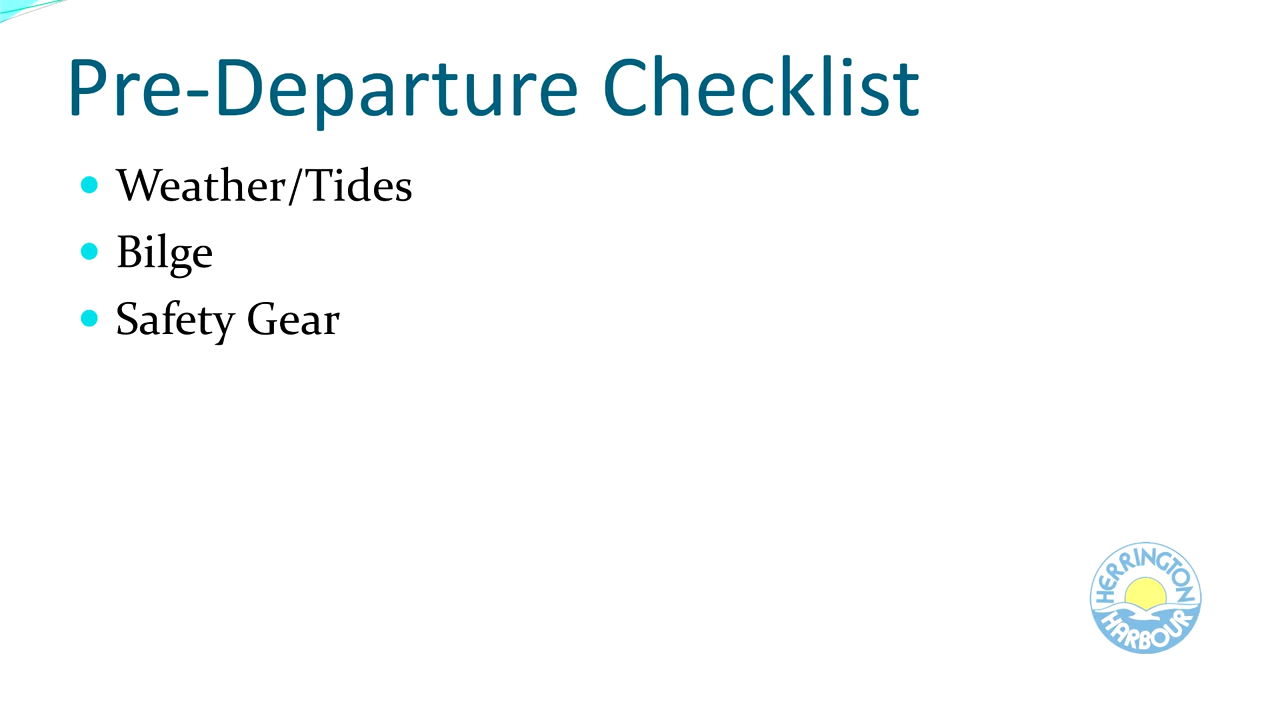 Pre-Departure Checklist
Weather/Tides
Bilge
Safety Gear
HERRINGTON
HARBOUR